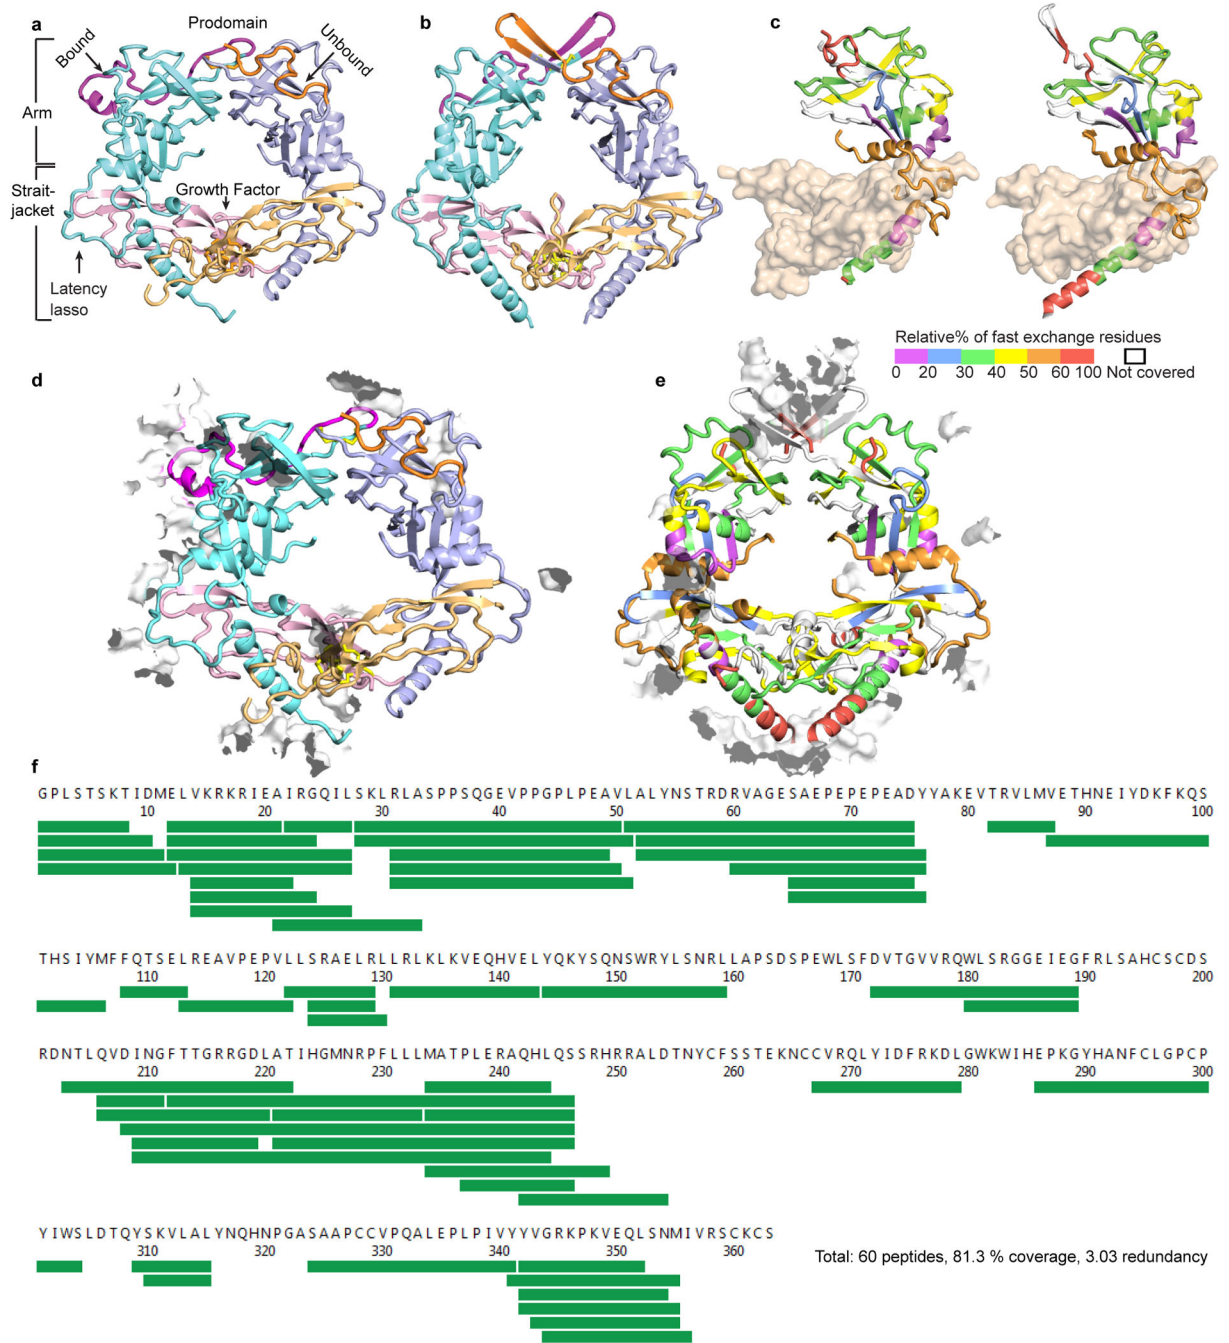 a
Prodomain
b
c
Bound
Unbound
Arm
Strait-
jacket
Growth Factor
Latency
lasso
Relative% of fast exchange residues
0 20 30 40 50 60 100 Not covered
d
e
f
GPLSTSKTIDMELVKRKRIEAIRGQILSKLRLASPPSQGEVPPGPLPEAVLALYNSTRDRVAGESAEPEPEPEADYYAKEVTRVLMVETHNEIYDKFKQS
10 20 30 40 50 60 70 80 90 100
THSIYMFFQTSELREAVPEPVLLSRAELRLLRLKLKVEQHVELYQKYSQNSWRYLSNRLLAPSDSPEWLSFDVTGVVRQWLSRGGEIEGFRLSAHCSCDS
110 120 130 140 150 160 170 180 190 200
RDNTLQVDINGFTTGRRGDLATIHGMNRPFLLLMATPLERAQHLQSSRHRRALDTNYCFSSTEKNCCVRQLYIDFRKDLGWKWIHEPKGYHANFCLGPCP
210 220 230 240 250 260 270 280 290 300
YIWSLDTQYSKVLALYNQHNPGASAAPCCVPQALEPLPIVYYVGRKPKVEQLSNMIVRSCKCS
310 320 330 340 350 360
Total: 60 peptides, 81.3 % coverage, 3.03 redundancy